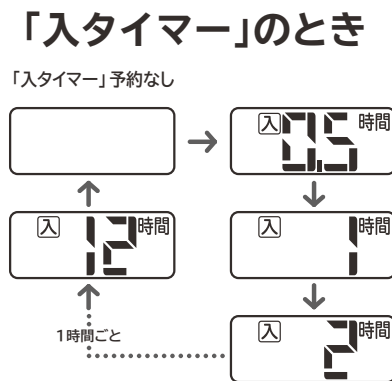 「入タイマー」のとき
「入タイマー」予約なし
入 0.5 時間
入 12 時間
入 1 時間
1時間ごと
入 2 時間